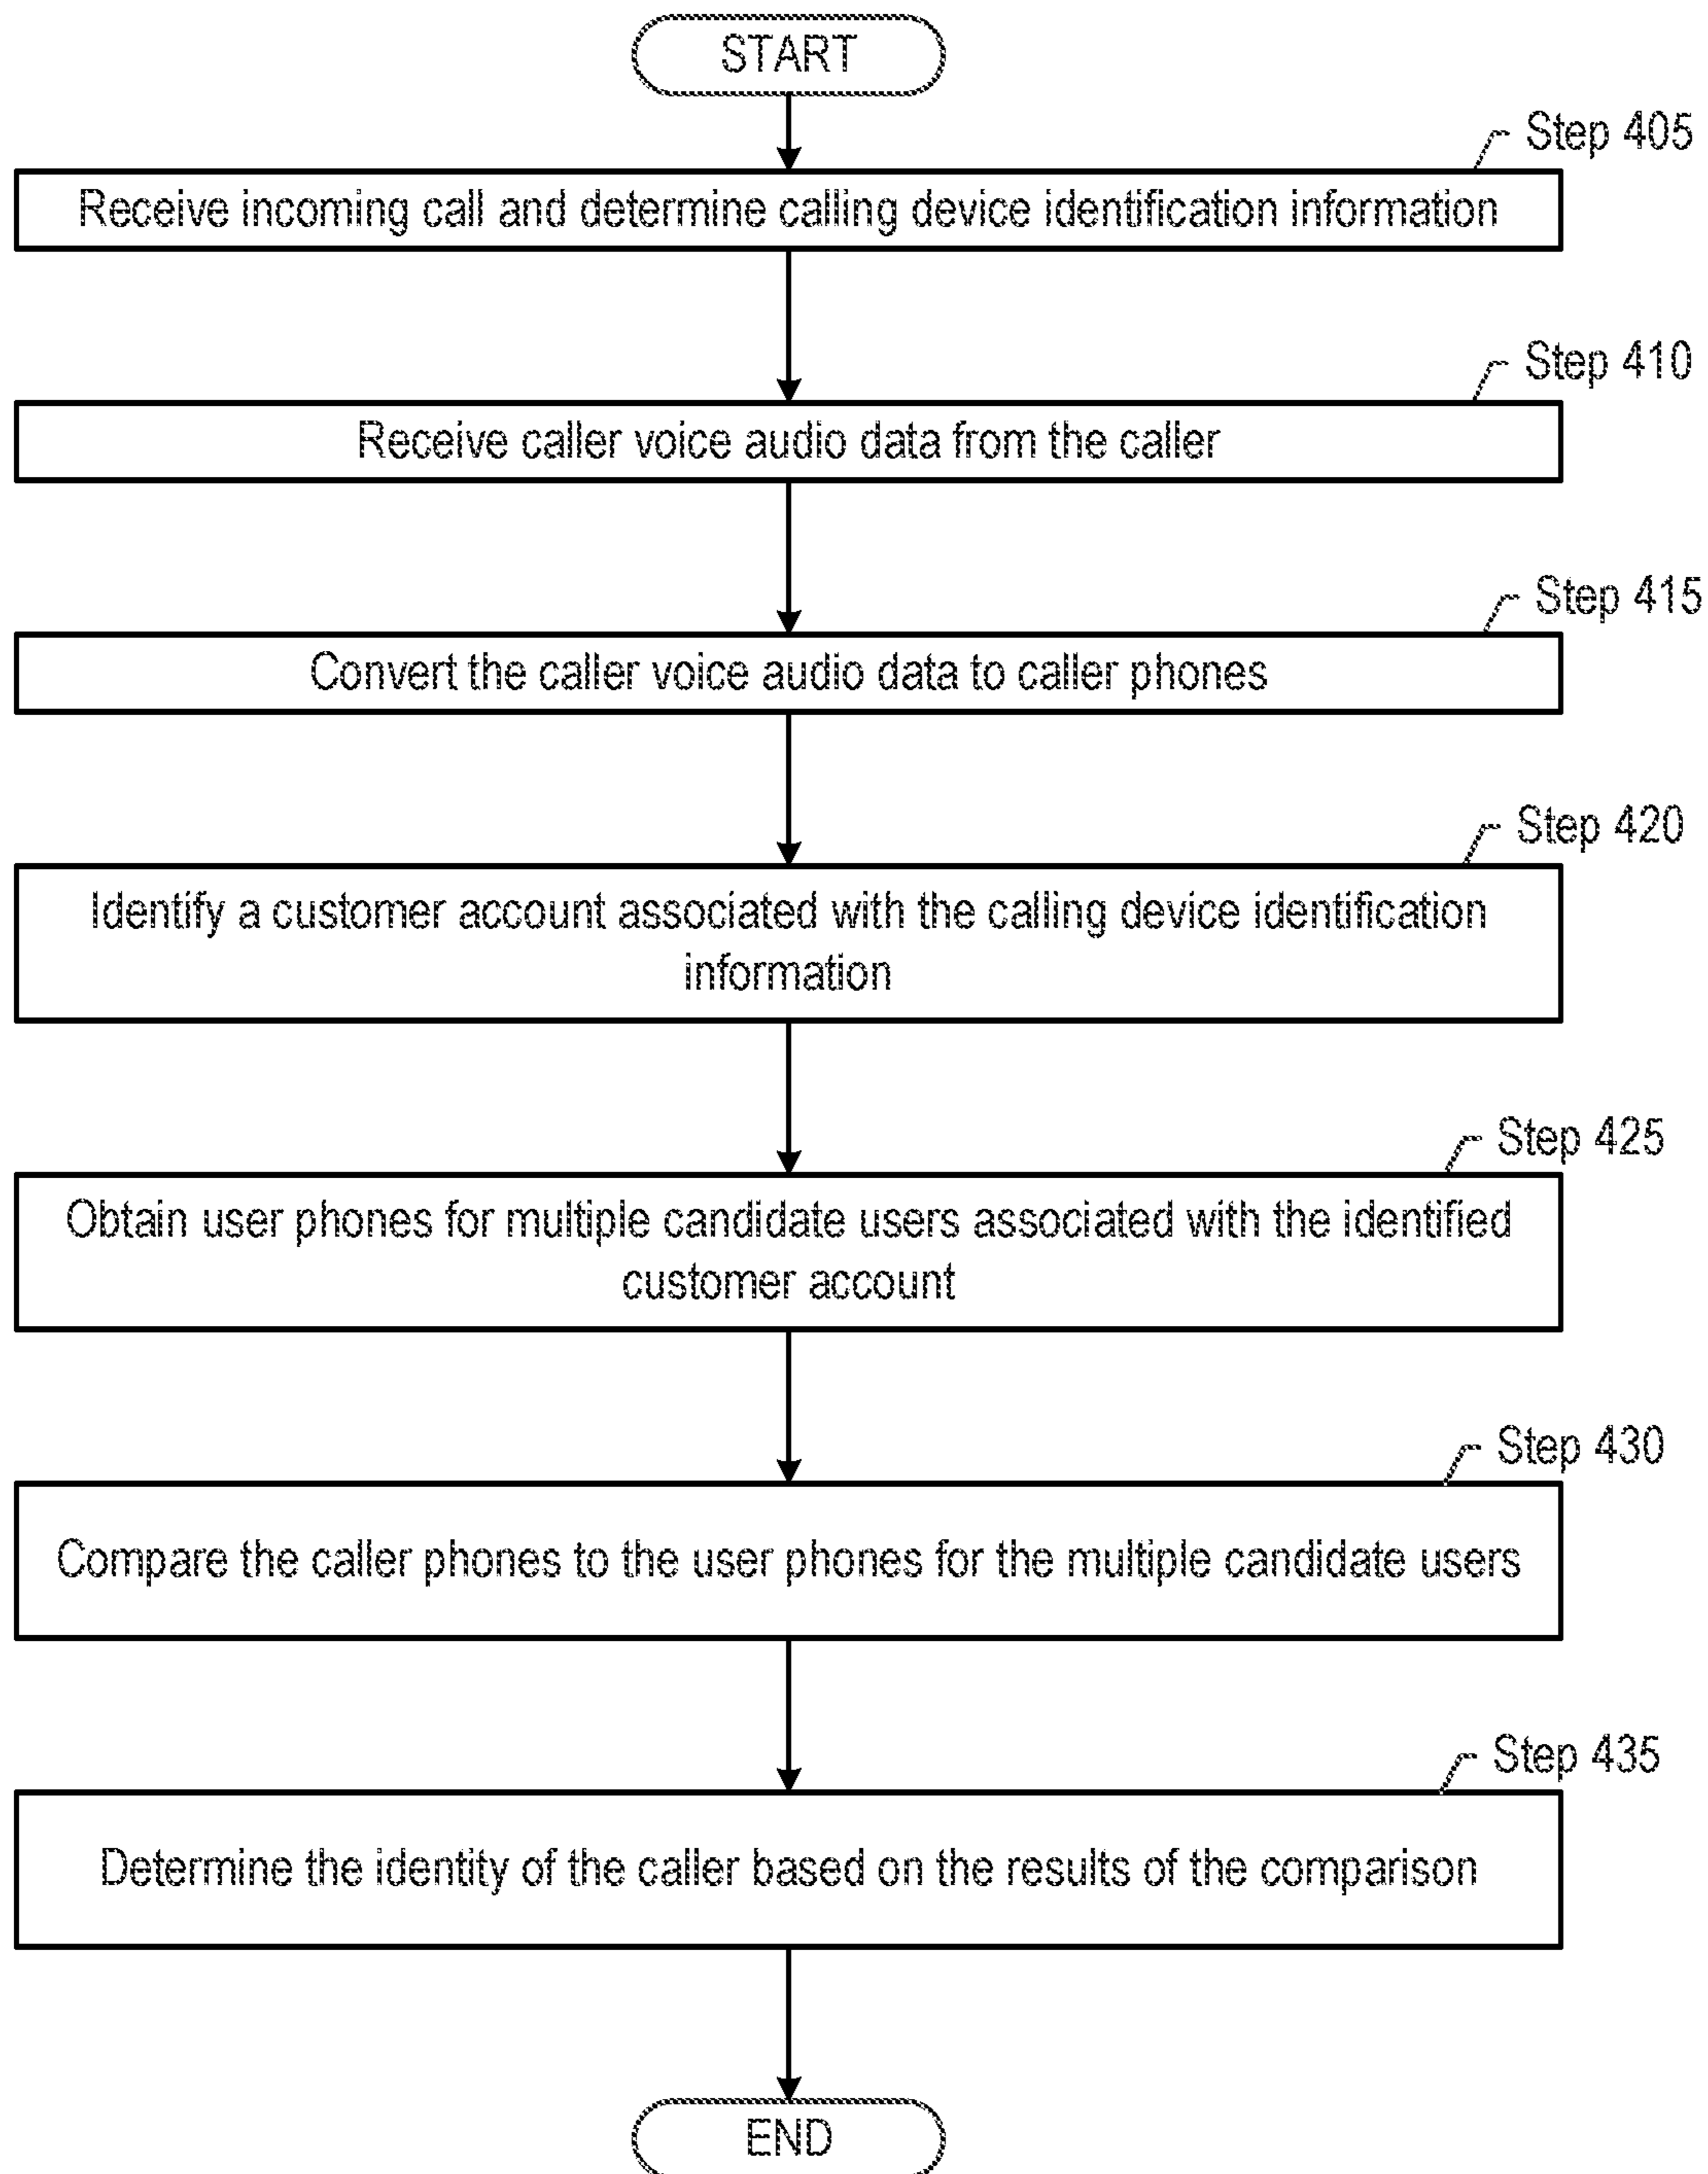 START
Step 405
Receive incoming call and determine calling device identification information
Step 410
Receive caller voice audio data from the caller
Step 415
Convert the caller voice audio data to caller phones
Step 420
Identify a customer account associated with the calling device identification
information
Step 425
Obtain user phones for multiple candidate users associated with the identified
customer account
Step 430
Compare the caller phones to the user phones for the multiple candidate users
Step 435
Determine the identity of the caller based on the results of the comparison
END